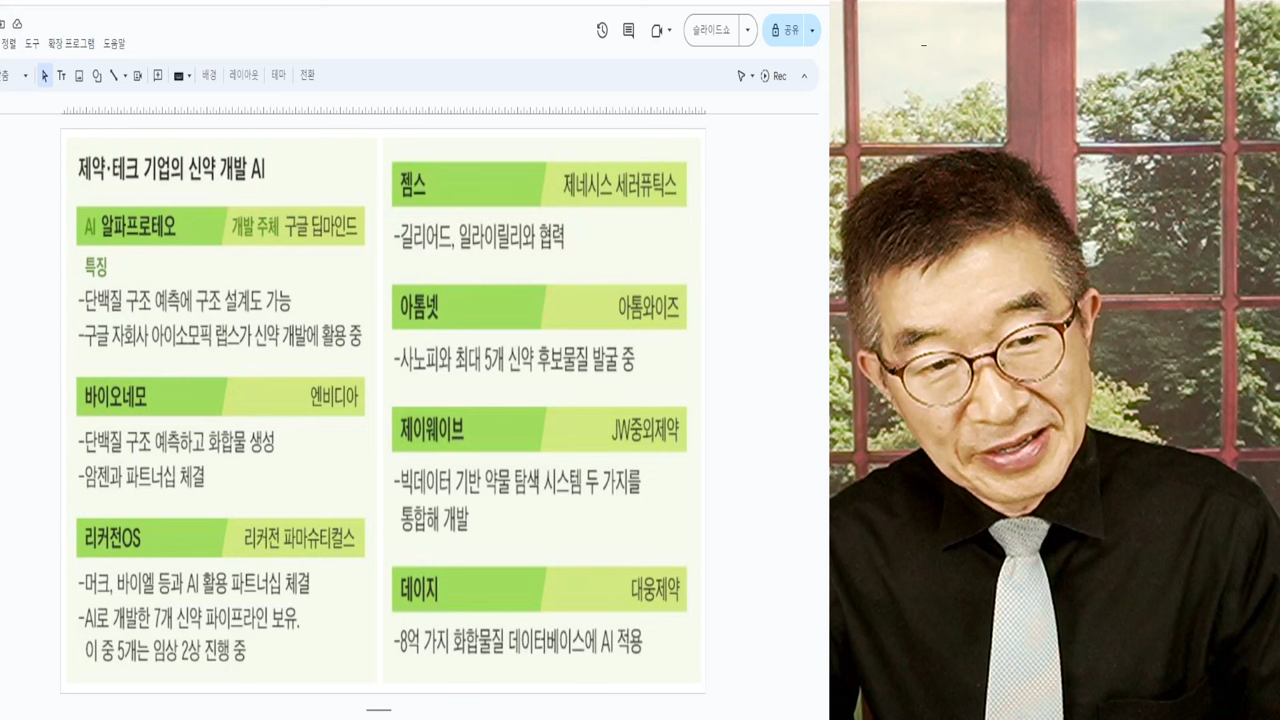 정렬 도구 확장 프로그램 도움말
슬라이드쇼
공유
배경 레이아웃 테마 전환
Rec
제약·테크 기업의 신약 개발 AI
AI 알파프로테오 개발 주체 구글 딥마인드
특징
-단백질 구조 예측에 구조 설계도 가능
-구글 자회사 아이소모픽 랩스가 신약 개발에 활용 중
바이오네모 엔비디아
-단백질 구조 예측하고 화합물 생성
-암젠과 파트너십 체결
리커전OS 리커전 파마슈티컬스
-머크, 바이엘 등과 AI 활용 파트너십 체결
-AI로 개발한 7개 신약 파이프라인 보유.
이 중 5개는 임상 2상 진행 중
젬스 제네시스 세러퓨틱스
-길리어드, 일라이릴리와 협력
아톰넷 아톰와이즈
-사노피와 최대 5개 신약 후보물질 발굴 중
제이웨이브 JW중외제약
-빅데이터 기반 약물 탐색 시스템 두 가지를
통합해 개발
데이지 대웅제약
-8억 가지 화합물질 데이터베이스에 AI 적용